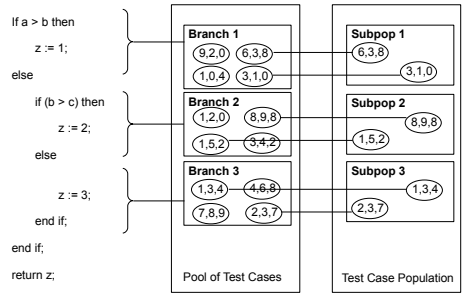 If a > b then
z := 1;
else
if (b > c) then
z := 2;
else
z := 3;
end if;
end if;
return z;
Branch 1
9,2,0 6,3,8
1,0,4 3,1,0
Branch 2
1,2,0 8,9,8
1,5,2 3,4,2
Branch 3
1,3,4 4,6,8
7,8,9 2,3,7
Pool of Test Cases
Subpop 1
6,3,8
3,1,0
Subpop 2
8,9,8
1,5,2
Subpop 3
1,3,4
2,3,7
Test Case Population